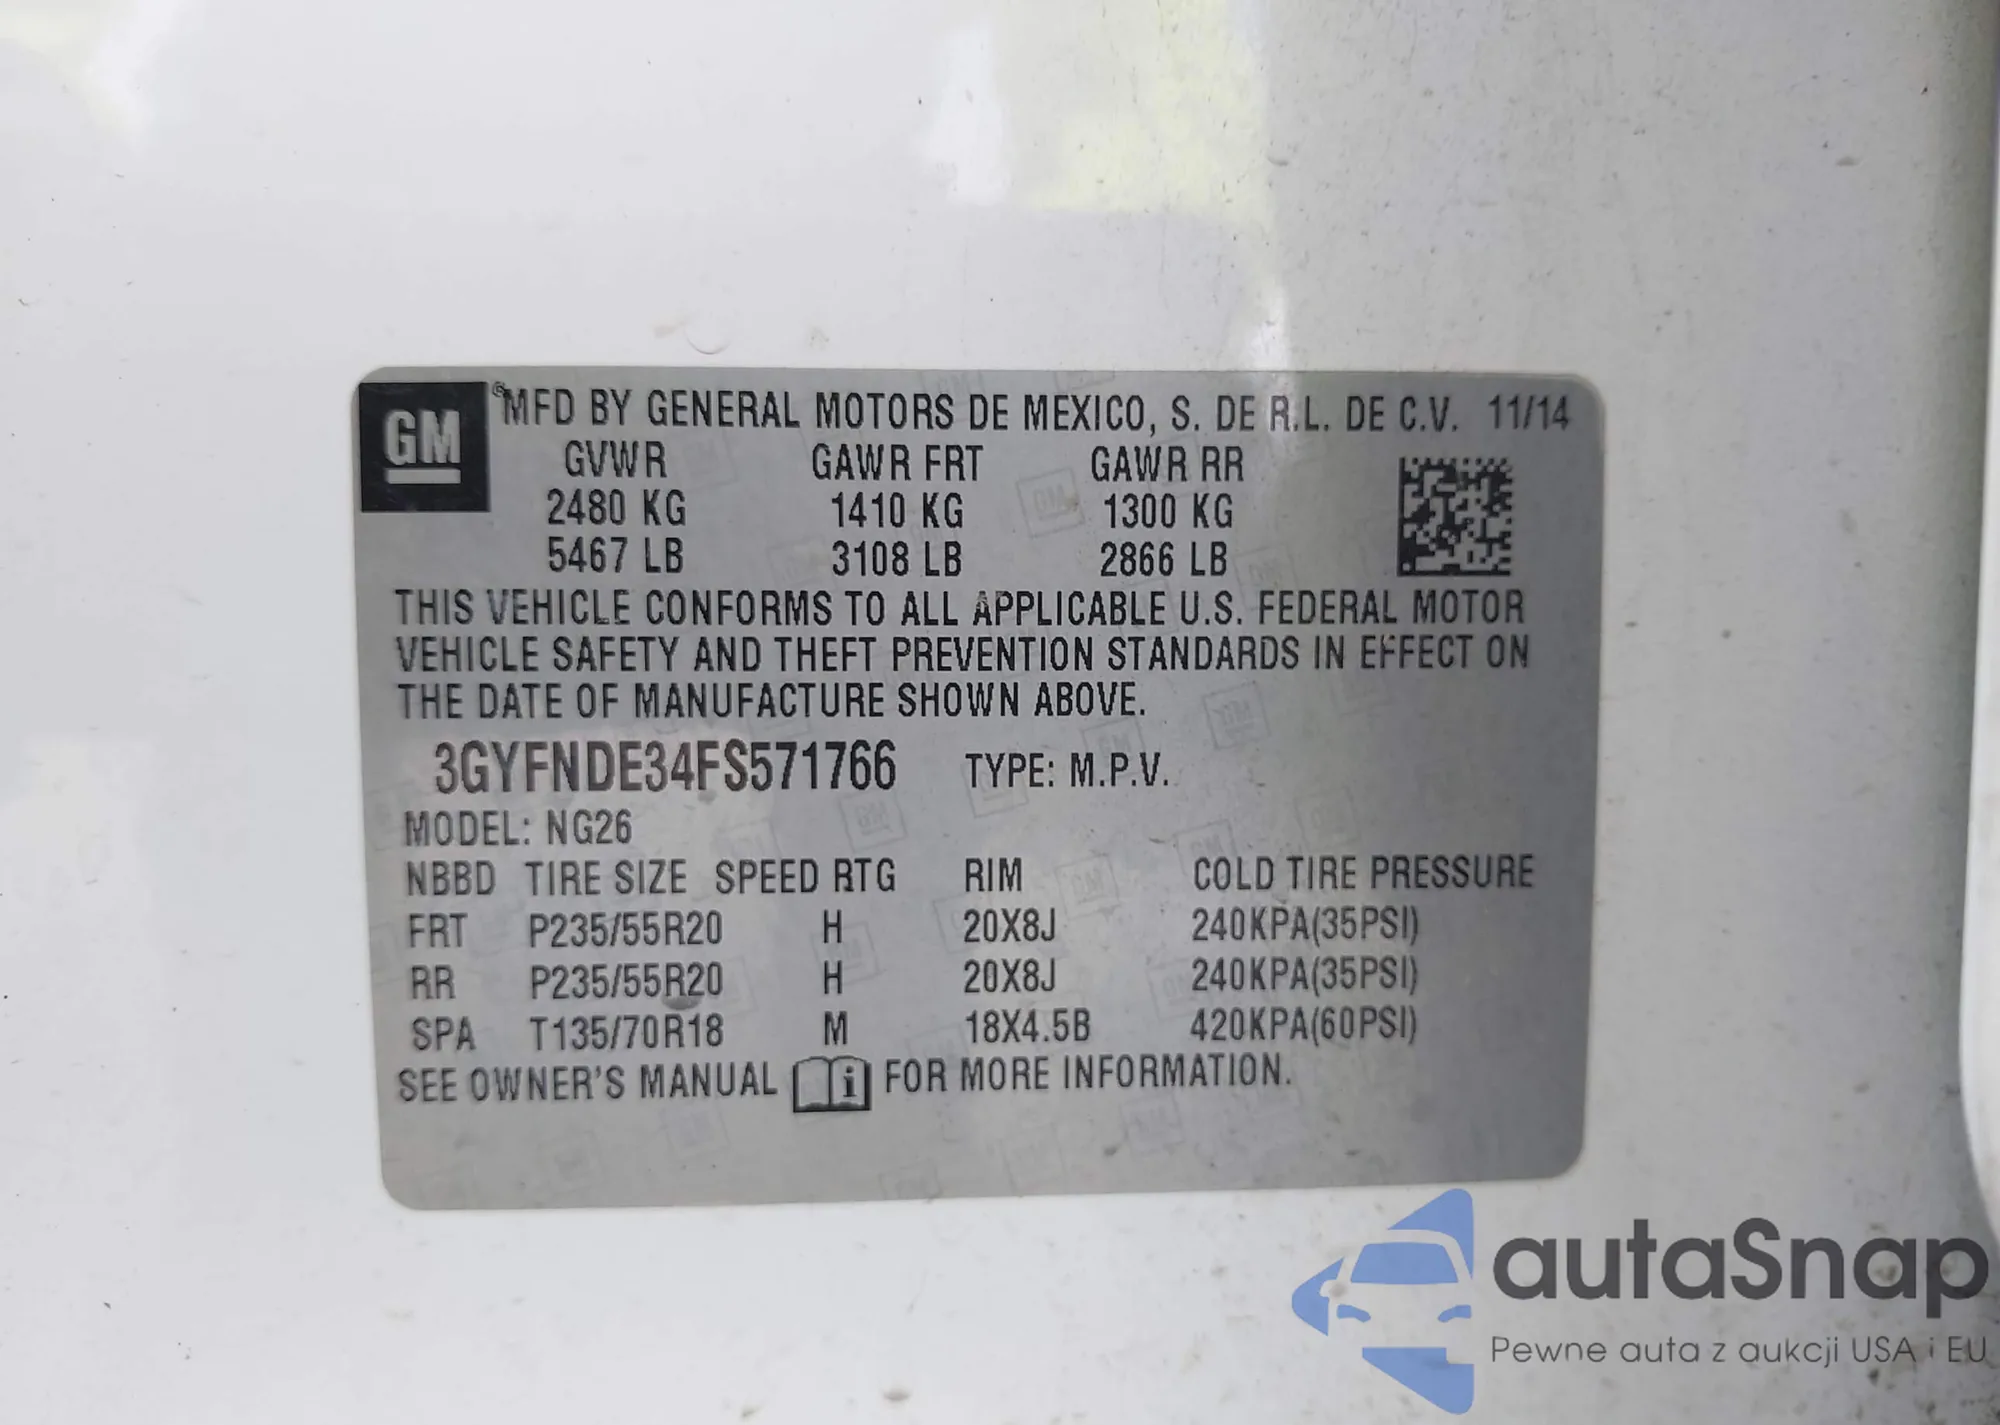 GM ® MFD BY GENERAL MOTORS DE MEXICO, S. DE R.L. DE C.V. 11/14
GVWR GAWR FRT GAWR RR
2480 KG 1410 KG 1300 KG
5467 LB 3108 LB 2866 LB
THIS VEHICLE CONFORMS TO ALL APPLICABLE U.S. FEDERAL MOTOR
VEHICLE SAFETY AND THEFT PREVENTION STANDARDS IN EFFECT ON
THE DATE OF MANUFACTURE SHOWN ABOVE.
3GYFNDE34FS571766 TYPE: M.P.V.
MODEL: NG26
NBBD TIRE SIZE SPEED RTG RIM COLD TIRE PRESSURE
FRT P235/55R20 H 20X8J 240KPA(35PSI)
RR P235/55R20 H 20X8J 240KPA(35PSI)
SPA T135/70R18 M 18X4.5B 420KPA(60PSI)
SEE OWNER'S MANUAL i FOR MORE INFORMATION.
autaSnap
Pewne auta z aukcji USA i EU